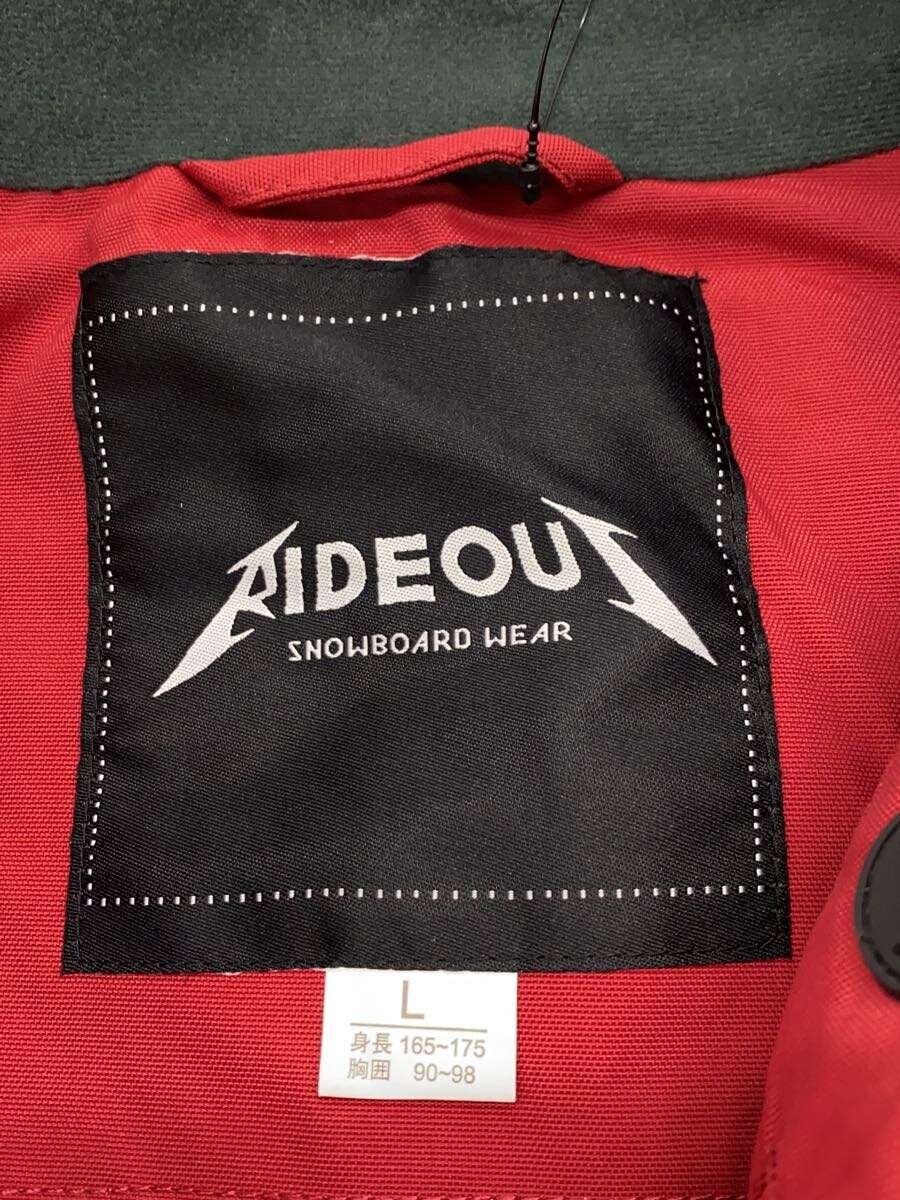 RIDEOUT
SNOWBOARD WEAR
L
身長 165~175
胸囲 90~98